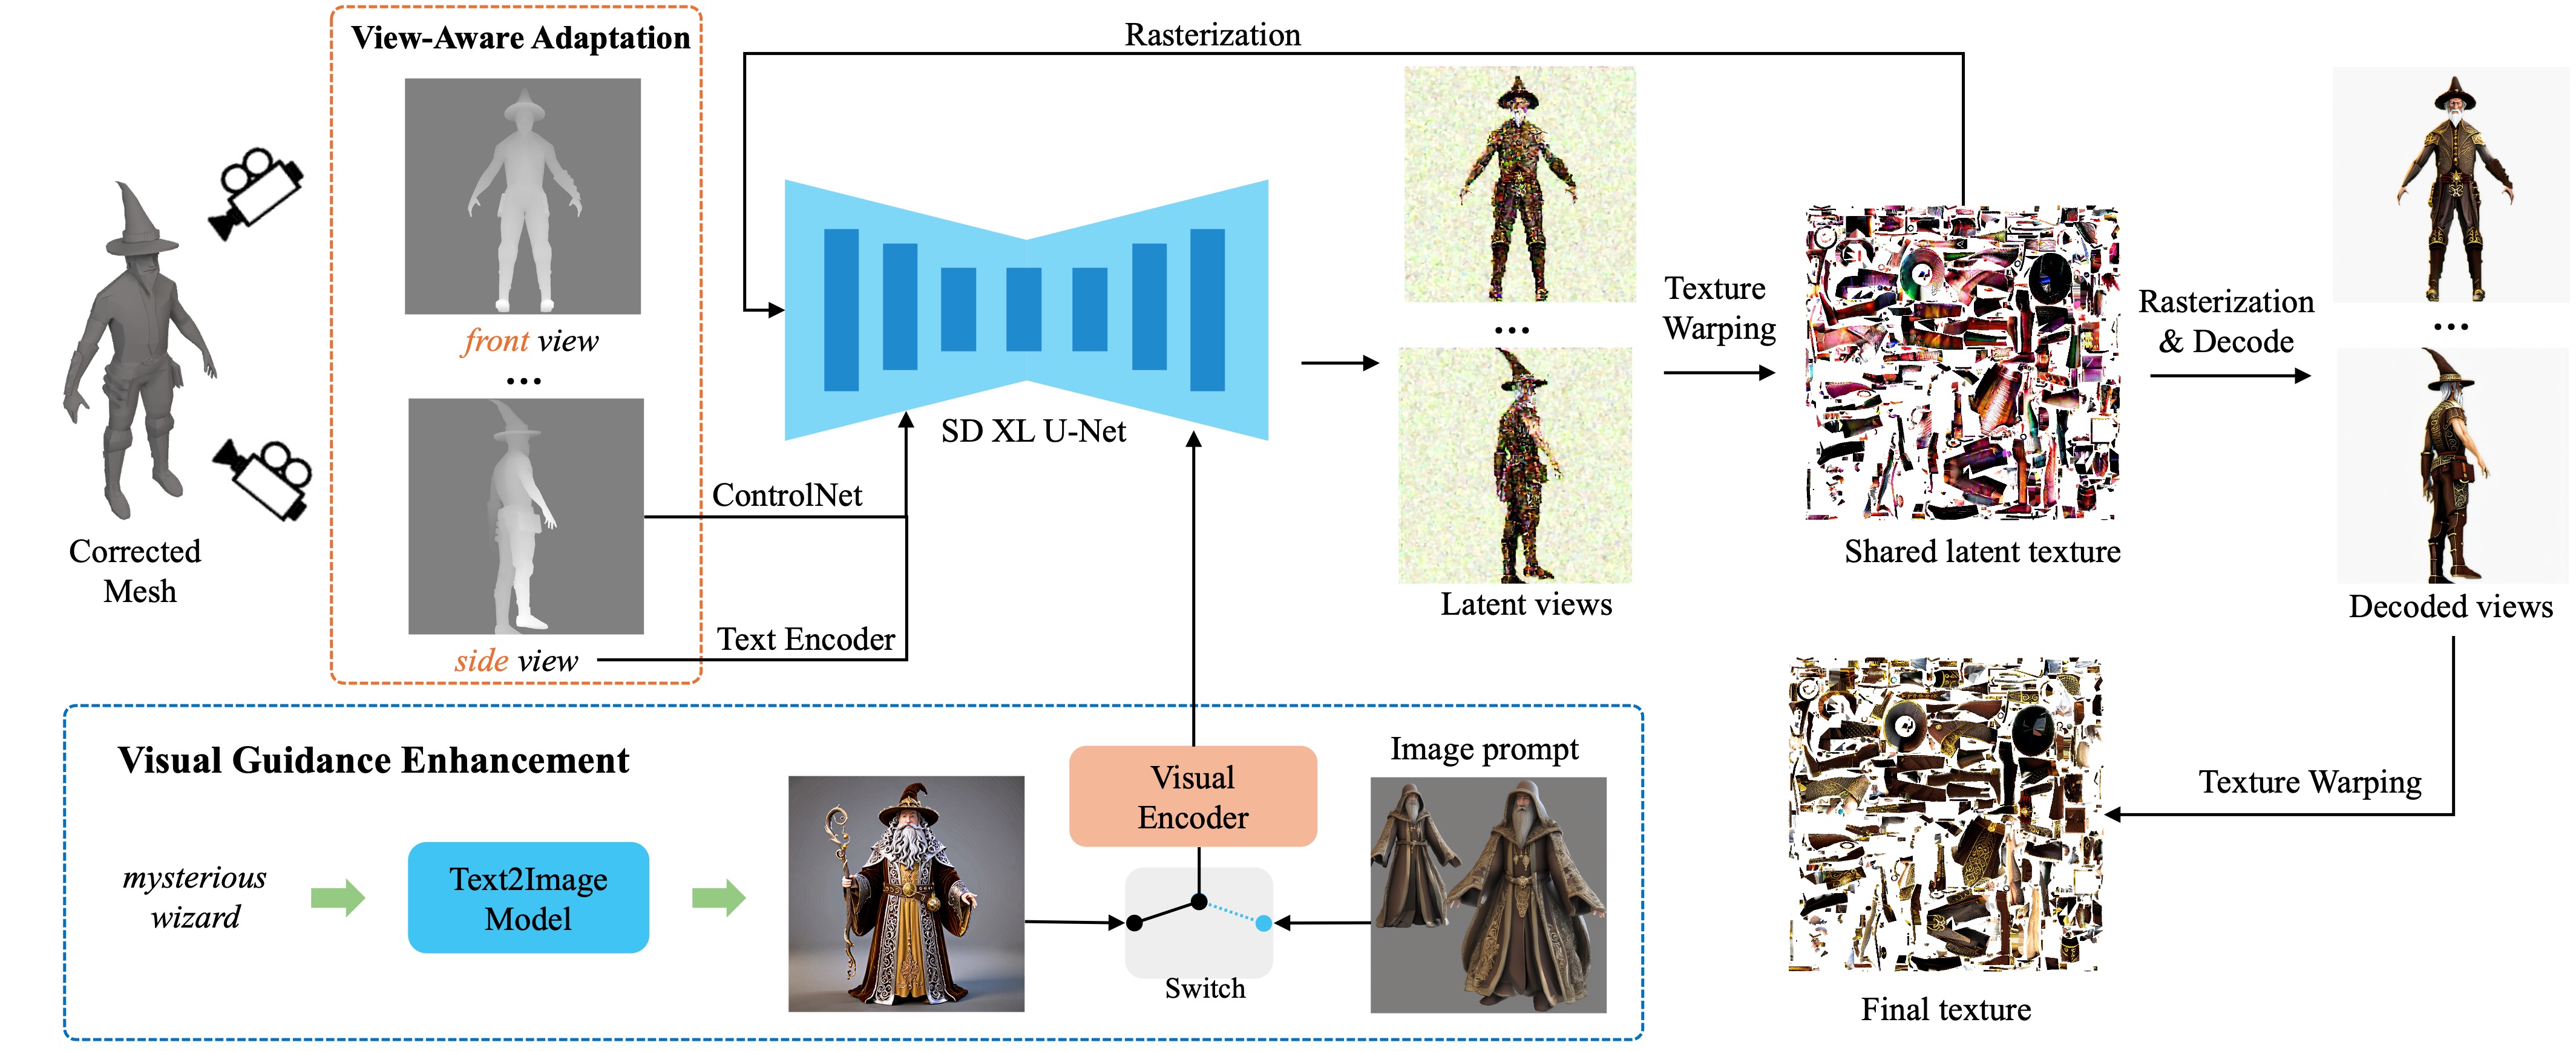 View-Aware Adaptation
front view
...
side view
Corrected
Mesh
ControlNet
Text Encoder
Rasterization
SD XL U-Net
...
Latent views
Texture
Warping
Shared latent texture
Rasterization
& Decode
...
Decoded views
Texture Warping
Final texture
Visual Guidance Enhancement
mysterious
wizard
Text2Image
Model
Visual
Encoder
Switch
Image prompt